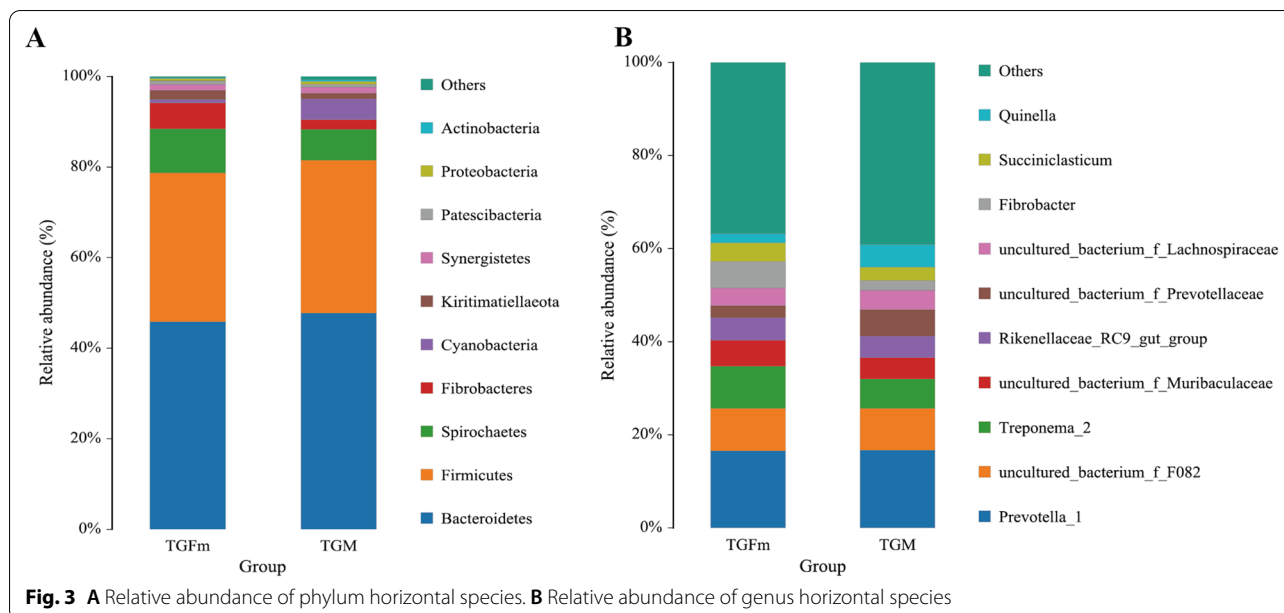 A
100%
80%
60%
40%
20%
0%
Relative abundance (%)
TGFm
TGM
Group
Others
Actinobacteria
Proteobacteria
Patescibacteria
Synergistetes
Kiritimatiellaeota
Cyanobacteria
Fibrobacteres
Spirochaetes
Firmicutes
Bacteroidetes
B
100%
80%
60%
40%
20%
0%
Relative abundance (%)
TGFm
TGM
Group
Others
Quinella
Succiniclasticum
Fibrobacter
uncultured_bacterium_f_Lachnospiraceae
uncultured_bacterium_f_Prevotellaceae
Rikenellaceae_RC9_gut_group
uncultured_bacterium_f_Muribaculaceae
Treponema_2
uncultured_bacterium_f_F082
Prevotella_1
Fig. 3 A Relative abundance of phylum horizontal species. B Relative abundance of genus horizontal species